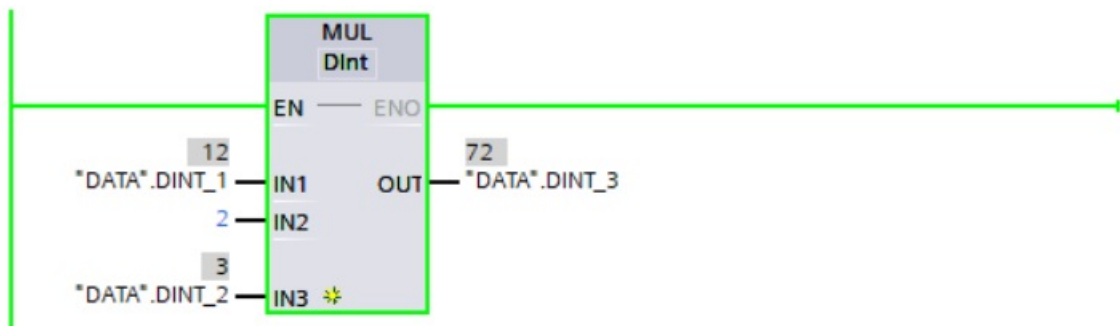 MUL
DInt
EN ENO
12
"DATA".DINT_1 IN1
72
OUT "DATA".DINT_3
2 IN2
3
"DATA".DINT_2 IN3